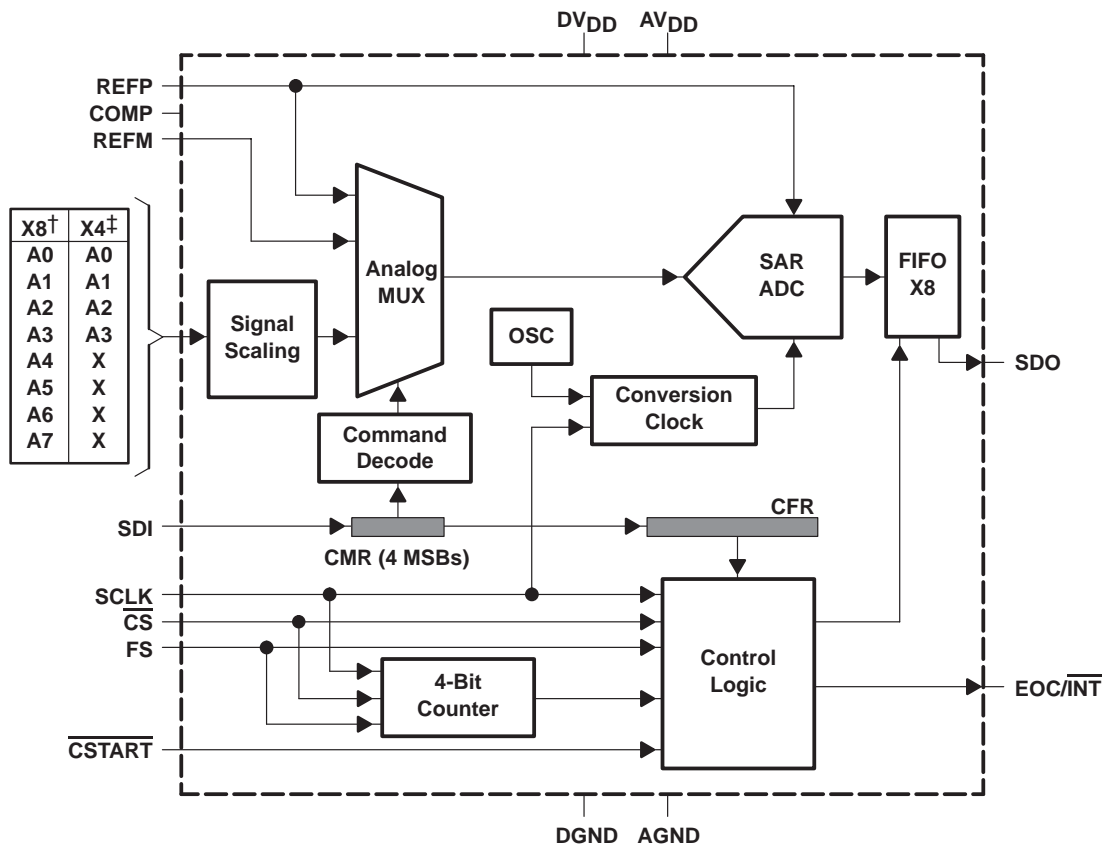 DVDD AVDD
REFP
COMP
REFM
X8† X4‡
A0 A0
A1 A1
A2 A2
A3 A3
A4 X
A5 X
A6 X
A7 X
Signal
Scaling
Analog
MUX
SAR
ADC
FIFO
X8
OSC
Conversion
Clock
SDO
Command
Decode
SDI
CMR (4 MSBs)
CFR
SCLK
CS
FS
4-Bit
Counter
Control
Logic
EOC/INT
CSTART
DGND AGND